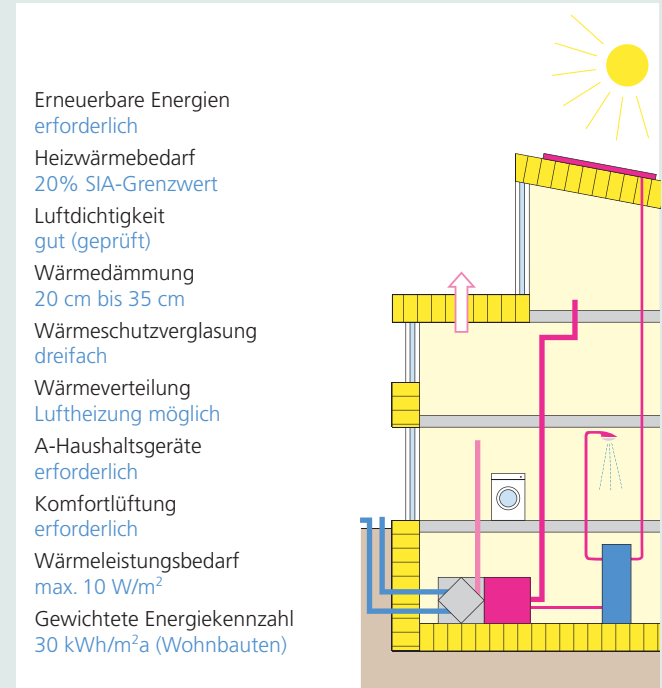 Erneuerbare Energien
erforderlich
Heizwärmebedarf
20% SIA-Grenzwert
Luftdichtigkeit
gut (geprüft)
Wärmedämmung
20 cm bis 35 cm
Wärmeschutzverglasung
dreifach
Wärmeverteilung
Luftheizung möglich
A-Haushaltsgeräte
erforderlich
Komfortlüftung
erforderlich
Wärmeleistungsbedarf
max. 10 W/m²
Gewichtete Energiekennzahl
30 kWh/m²a (Wohnbauten)